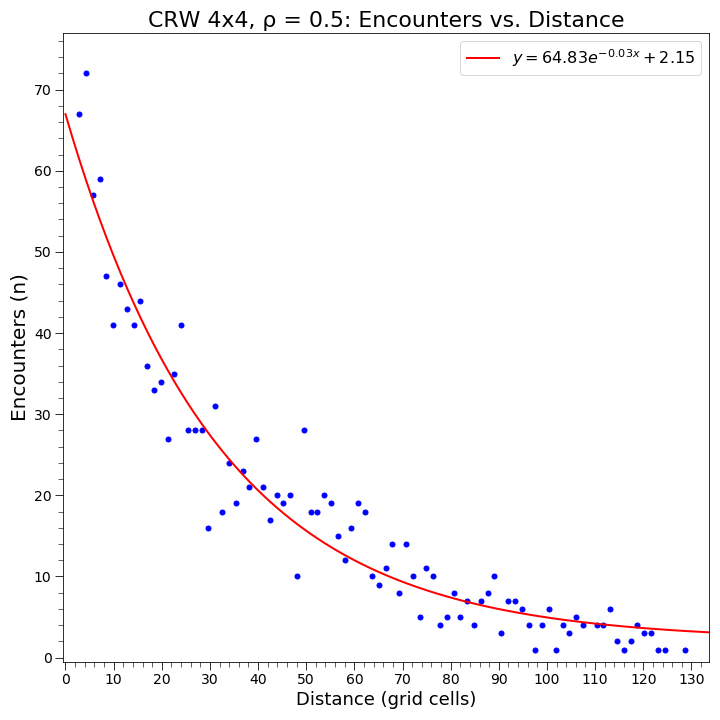 CRW 4x4, ρ = 0.5: Encounters vs. Distance
y = 64.83e^{-0.03x} + 2.15
Encounters (n)
70
60
50
40
30
20
10
0
0 10 20 30 40 50 60 70 80 90 100 110 120 130
Distance (grid cells)